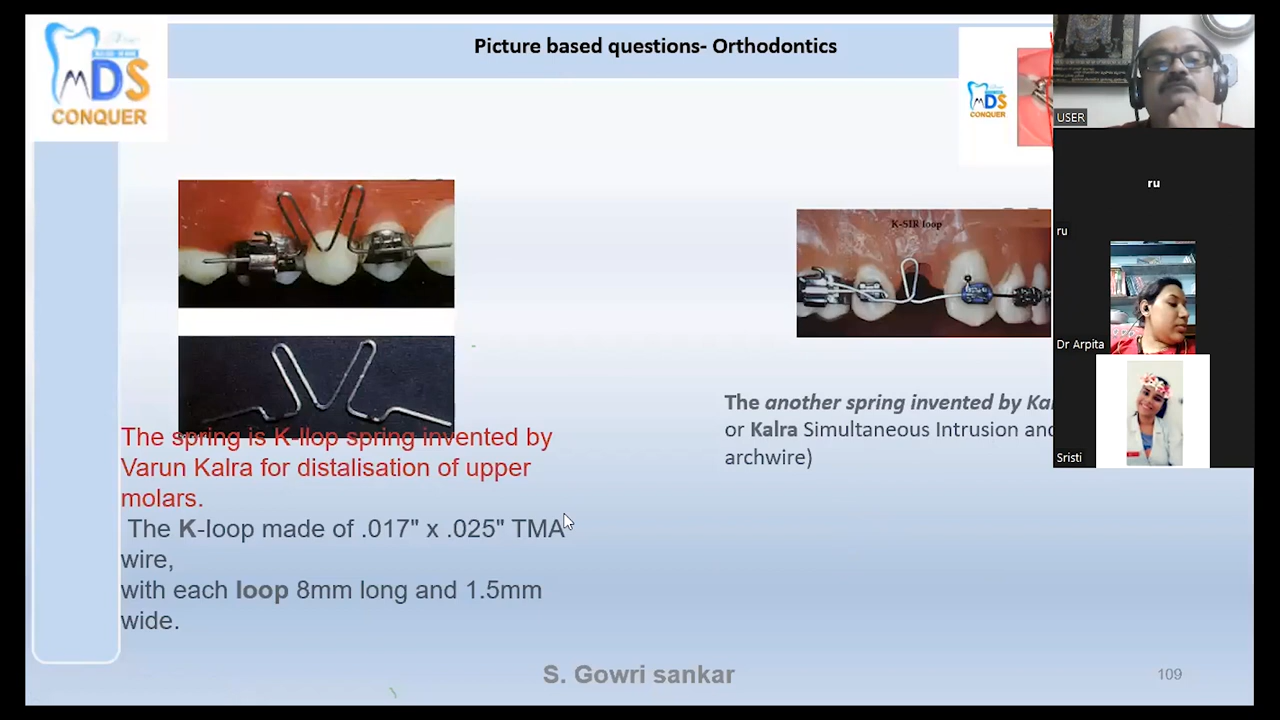 Picture based questions- Orthodontics
MDS
CONQUER
MDS
CONQUER
USER
ru
ru
Dr Arpita
Sristi
K-SIR loop
The spring is K-llop spring invented by
Varun Kalra for distalisation of upper
molars.
The K-loop made of .017" x .025" TMA
wire,
with each loop 8mm long and 1.5mm
wide.
The another spring invented by
or Kalra Simultaneous Intrusion and
archwire)
S. Gowri sankar
109